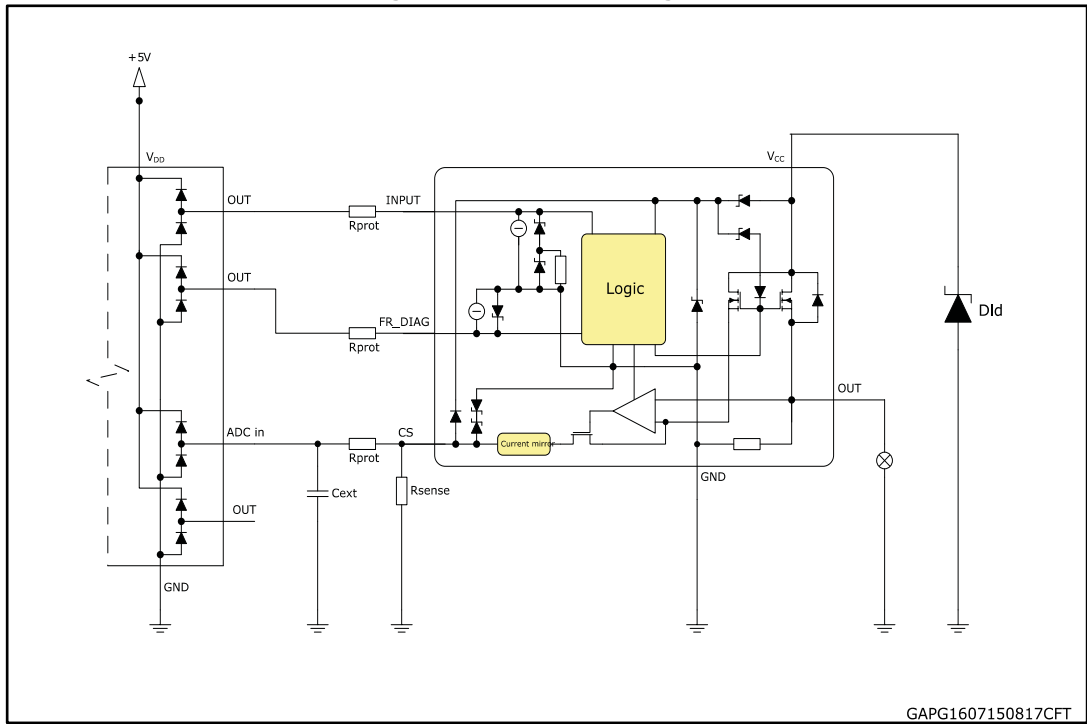 +5V
VDD
VCC
OUT
INPUT
Rprot
Logic
OUT
FR_DIAG
Rprot
Dld
OUT
ADC in
CS
Rprot
Current mirror
GND
Cext
Rsense
OUT
GND
GAPG1607150817CFT